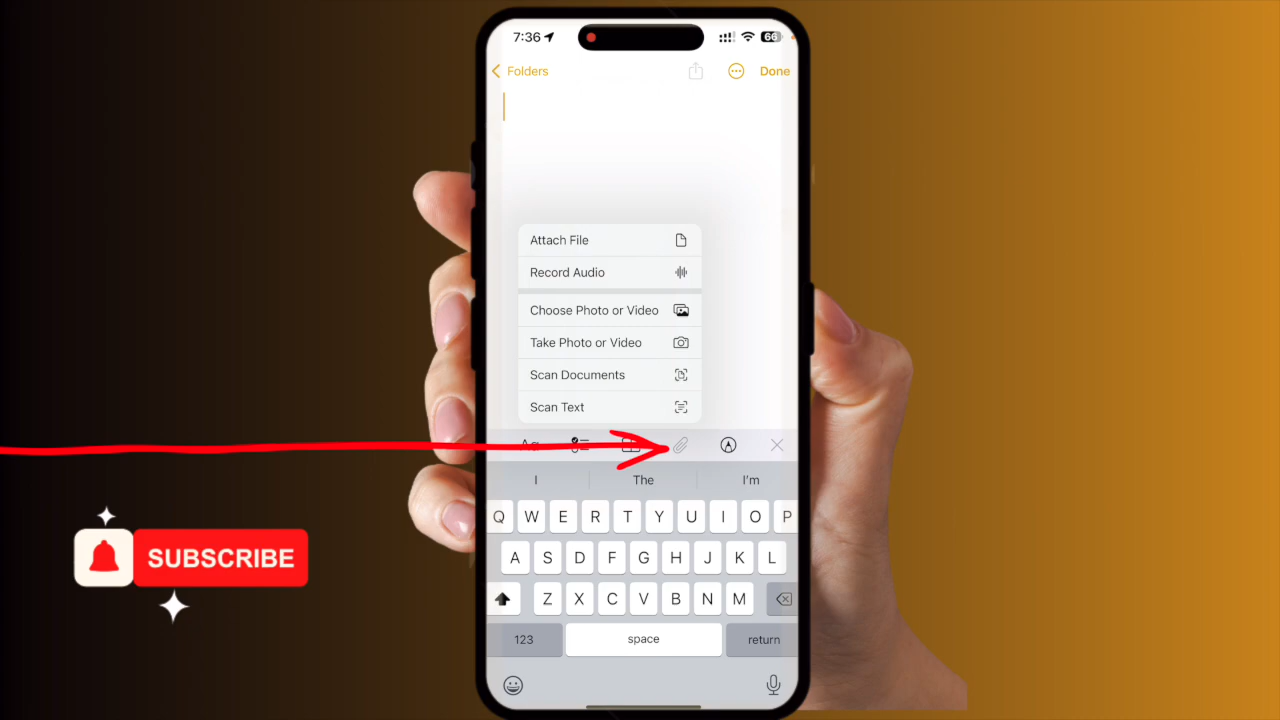 7:36
66
Folders
Done
Attach File
Record Audio
Choose Photo or Video
Take Photo or Video
Scan Documents
Scan Text
Aa
I
The
I'm
Q W E R T Y U I O P
A S D F G H J K L
Z X C V B N M
123
space
return
SUBSCRIBE